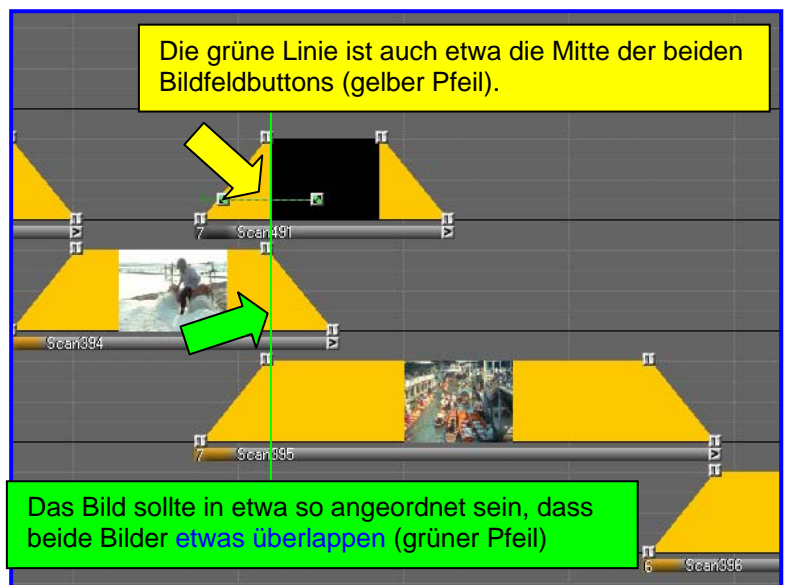 Die grüne Linie ist auch etwa die Mitte der beiden
Bildfeldbuttons (gelber Pfeil).
7 Scan491
Scan394
7 Scan395
Das Bild sollte in etwa so angeordnet sein, dass
beide Bilder etwas überlappen (grüner Pfeil)
6 Scan396